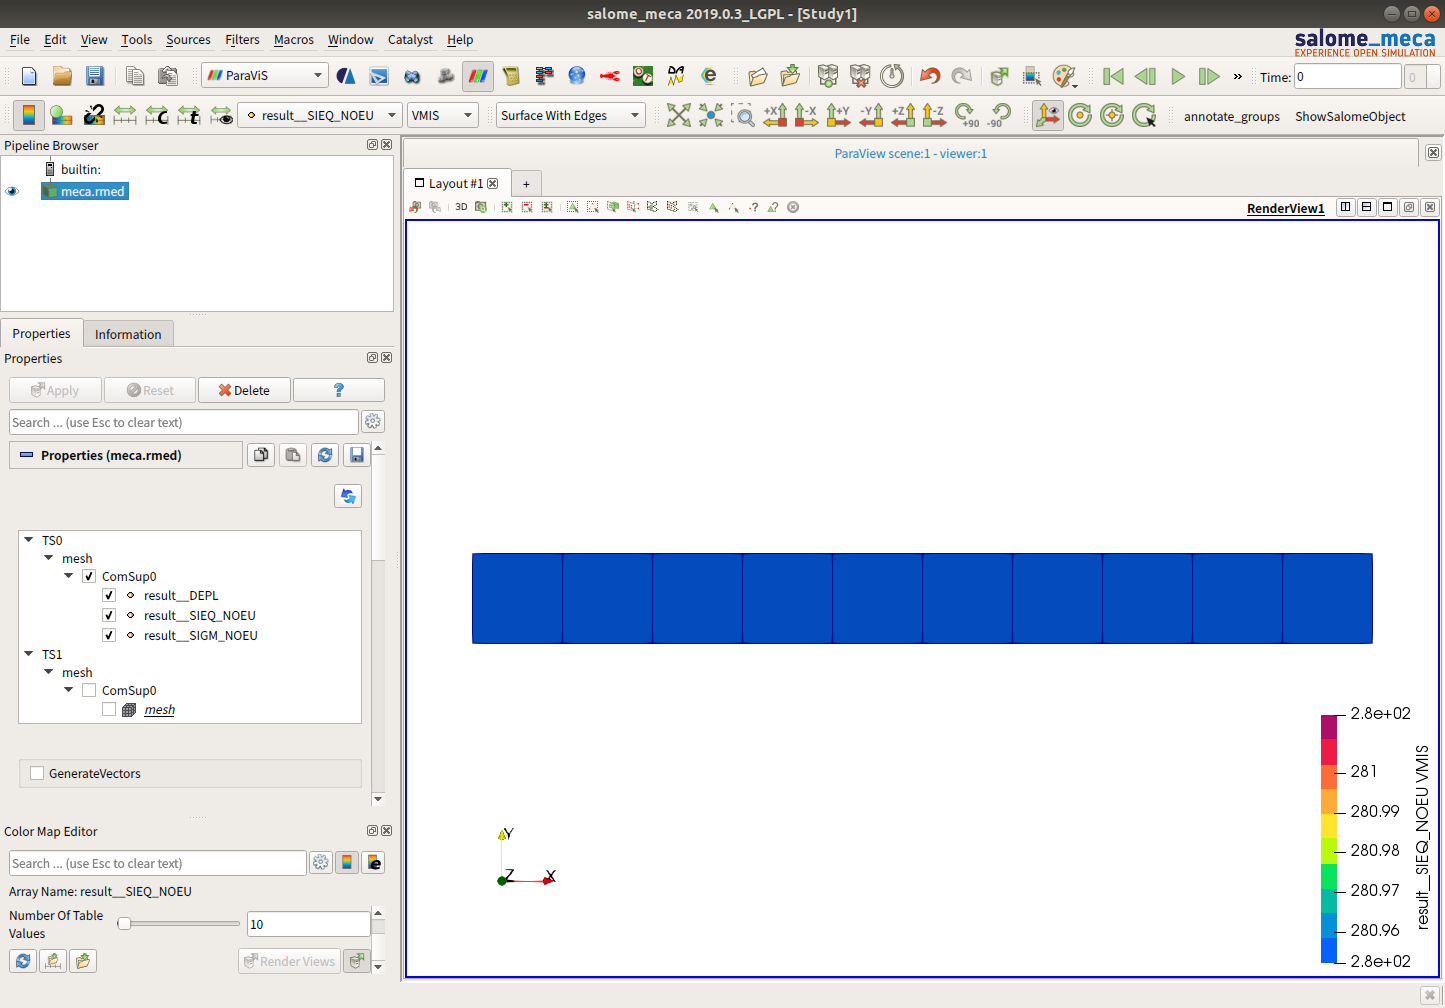 salome_meca 2019.0.3_LGPL - [Study1]
File Edit View Tools Sources Filters Macros Window Catalyst Help
salome_meca
EXPERIENCE OPEN SIMULATION
ParaViS
Time: 0
0
result__SIEQ_NOEU
VMIS
Surface With Edges
+X
-X
+Y
-Y
+Z
-Z
+90
-90
annotate_groups
ShowSalomeObject
Pipeline Browser
builtin:
meca.rmed
ParaView scene:1 - viewer:1
Layout #1
+
3D
RenderView1
Properties
Information
Properties
Apply
Reset
Delete
?
Search ... (use Esc to clear text)
Properties (meca.rmed)
TS0
mesh
ComSup0
result__DEPL
result__SIEQ_NOEU
result__SIGM_NOEU
TS1
mesh
ComSup0
mesh
GenerateVectors
Color Map Editor
Search ... (use Esc to clear text)
Array Name: result__SIEQ_NOEU
Number Of Table
Values
10
Render Views
Y
Z
X
2.8e+02
281
280.99
280.98
280.97
280.96
2.8e+02
result__SIEQ_NOEU VMIS